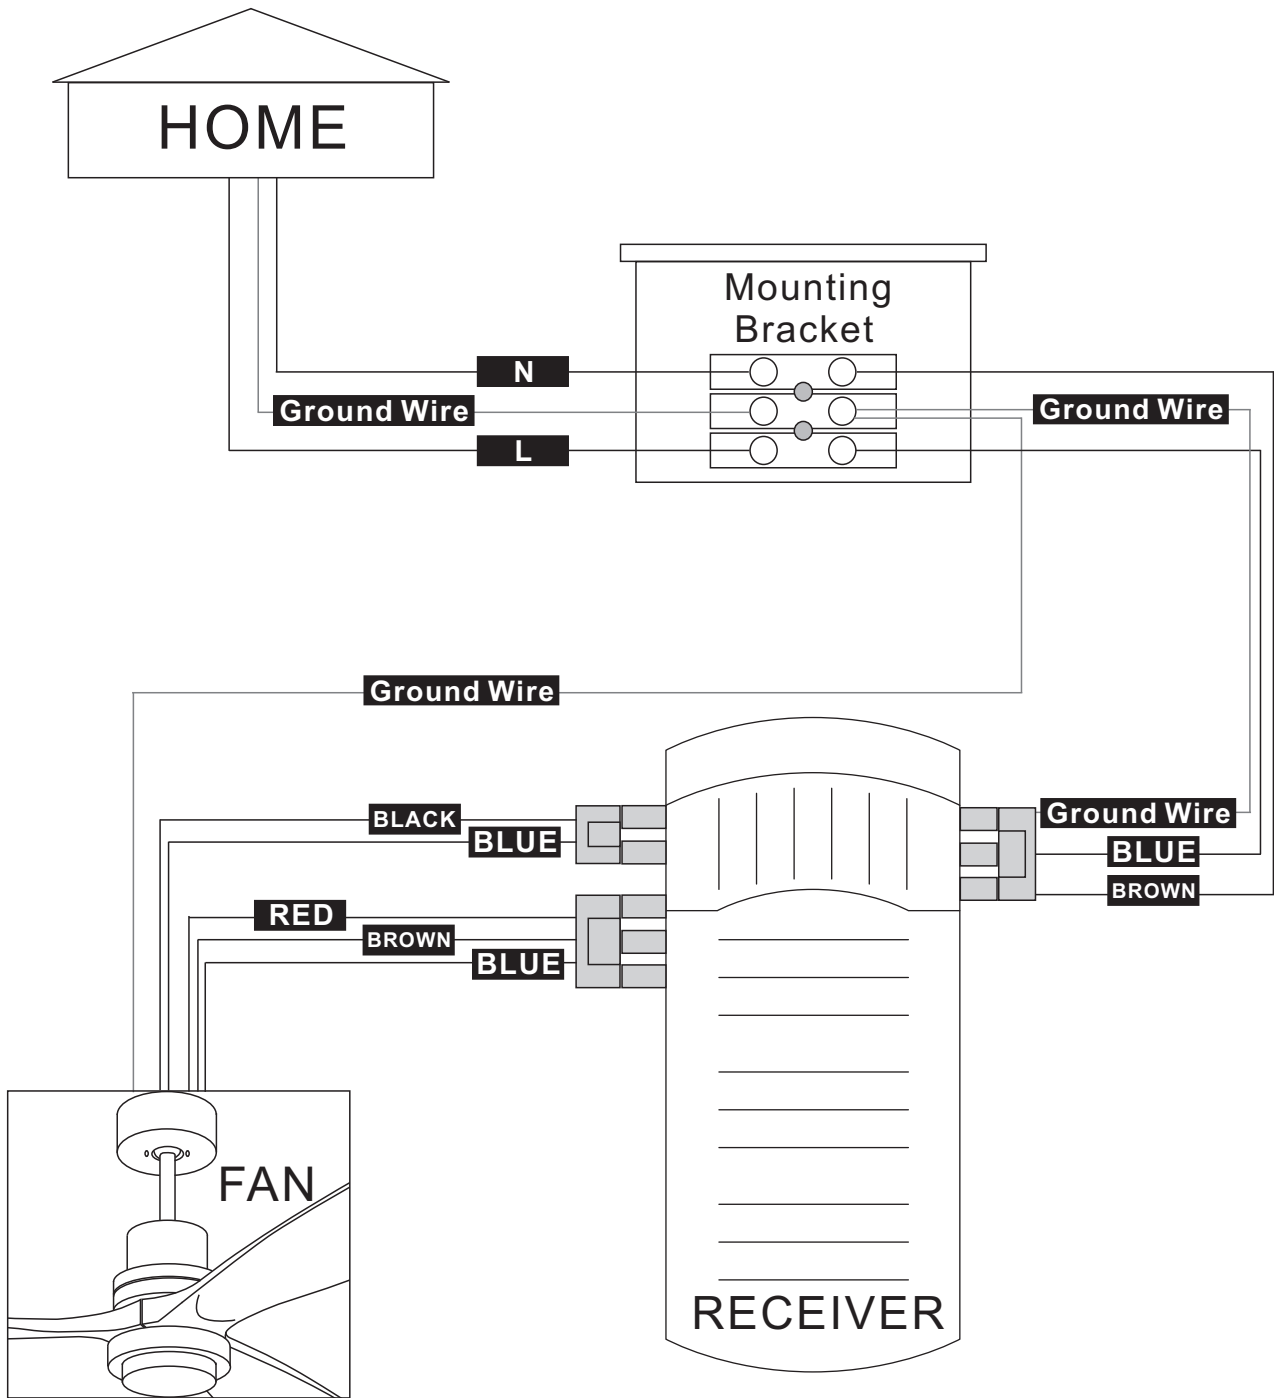 HOME
Mounting
Bracket
N
Ground Wire
Ground Wire
L
Ground Wire
BLACK
BLUE
Ground Wire
BLUE
BROWN
RED
BROWN
BLUE
FAN
RECEIVER